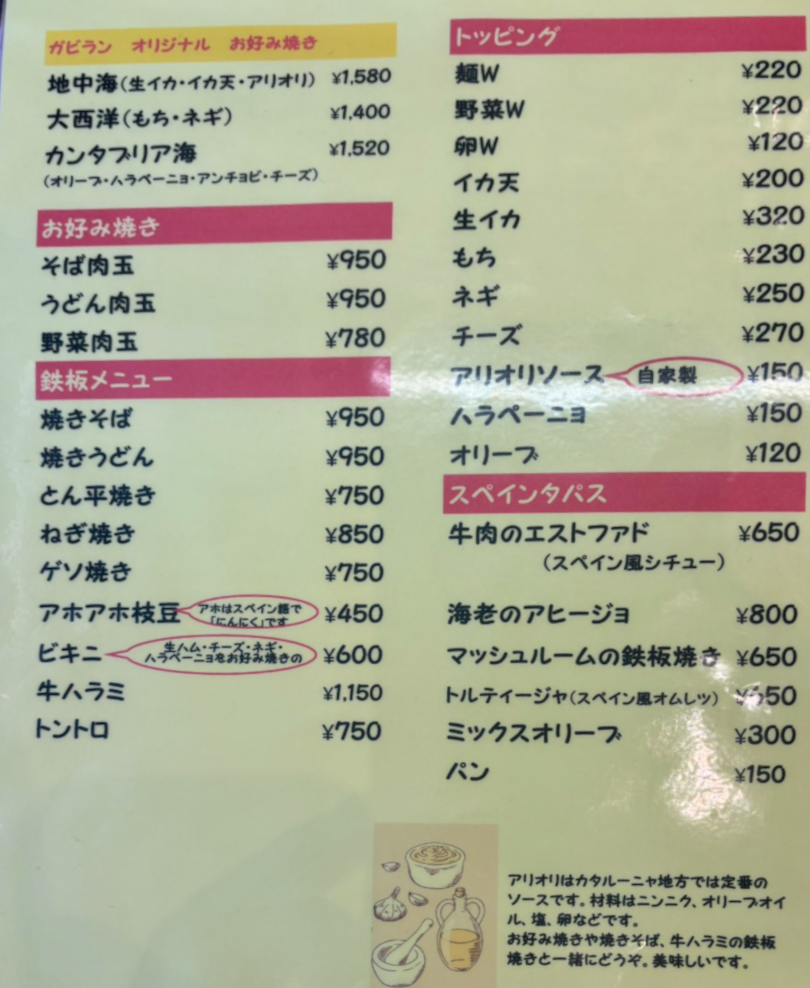 ガビラン オリジナル お好み焼き
地中海(生イカ・イカ天・アリオリ) ¥1,580
大西洋(もち・ネギ) ¥1,400
カンタブリア海 ¥1,520
(オリーブ・ハラペーニョ・アンチョビ・チーズ)
お好み焼き
そば肉玉 ¥950
うどん肉玉 ¥950
野菜肉玉 ¥780
鉄板メニュー
焼きそば ¥950
焼きうどん ¥950
とん平焼き ¥750
ねぎ焼き ¥850
ゲソ焼き ¥750
アホアホ枝豆 ¥450
アホはスペイン語で
「にんにく」です
ビキニ ¥600
生ハム・チーズ・ネギ・
ハラペーニョをお好み焼きの
牛ハラミ ¥1,150
トントロ ¥750
トッピング
麺W ¥220
野菜W ¥220
卵W ¥120
イカ天 ¥200
生イカ ¥320
もち ¥230
ネギ ¥250
チーズ ¥270
アリオリソース 自家製 ¥150
ハラペーニョ ¥150
オリーブ ¥120
スペインタパス
牛肉のエストファド ¥650
(スペイン風シチュー)
海老のアヒージョ ¥800
マッシュルームの鉄板焼き ¥650
トルティージャ(スペイン風オムレツ) ¥650
ミックスオリーブ ¥300
パン ¥150
アリオリはカタルーニャ地方では定番の
ソースです。材料はニンニク、オリーブオイ
ル、塩、卵などです。
お好み焼きや焼きそば、牛ハラミの鉄板
焼きと一緒にどうぞ。美味しいです。